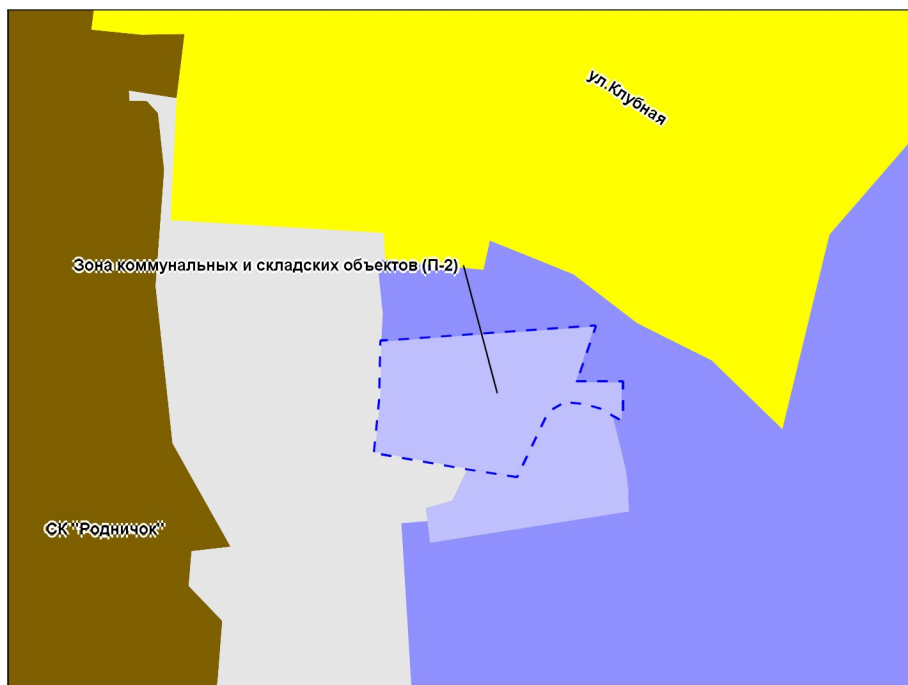 ул.Клубная
Зона коммунальных и складских объектов (П-2)
СК "Родничок"